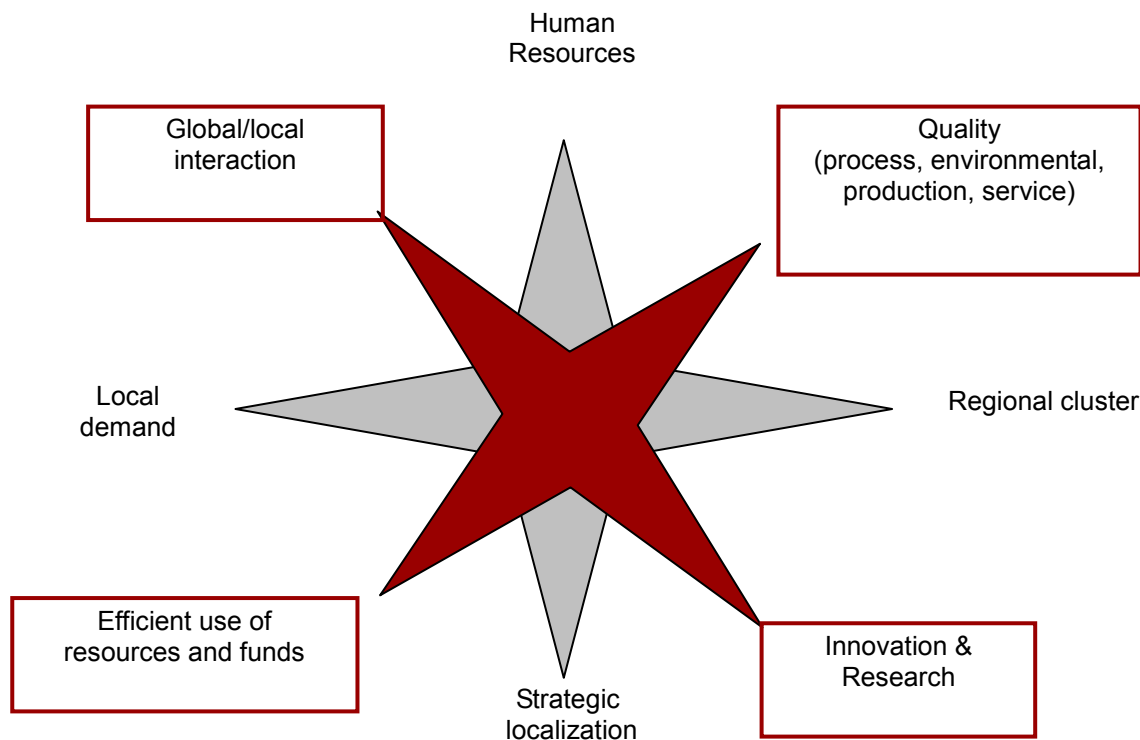 Human
Resources
Global/local
interaction
Quality
(process, environmental,
production, service)
Local
demand
Regional cluster
Efficient use of
resources and funds
Innovation &
Research
Strategic
localization